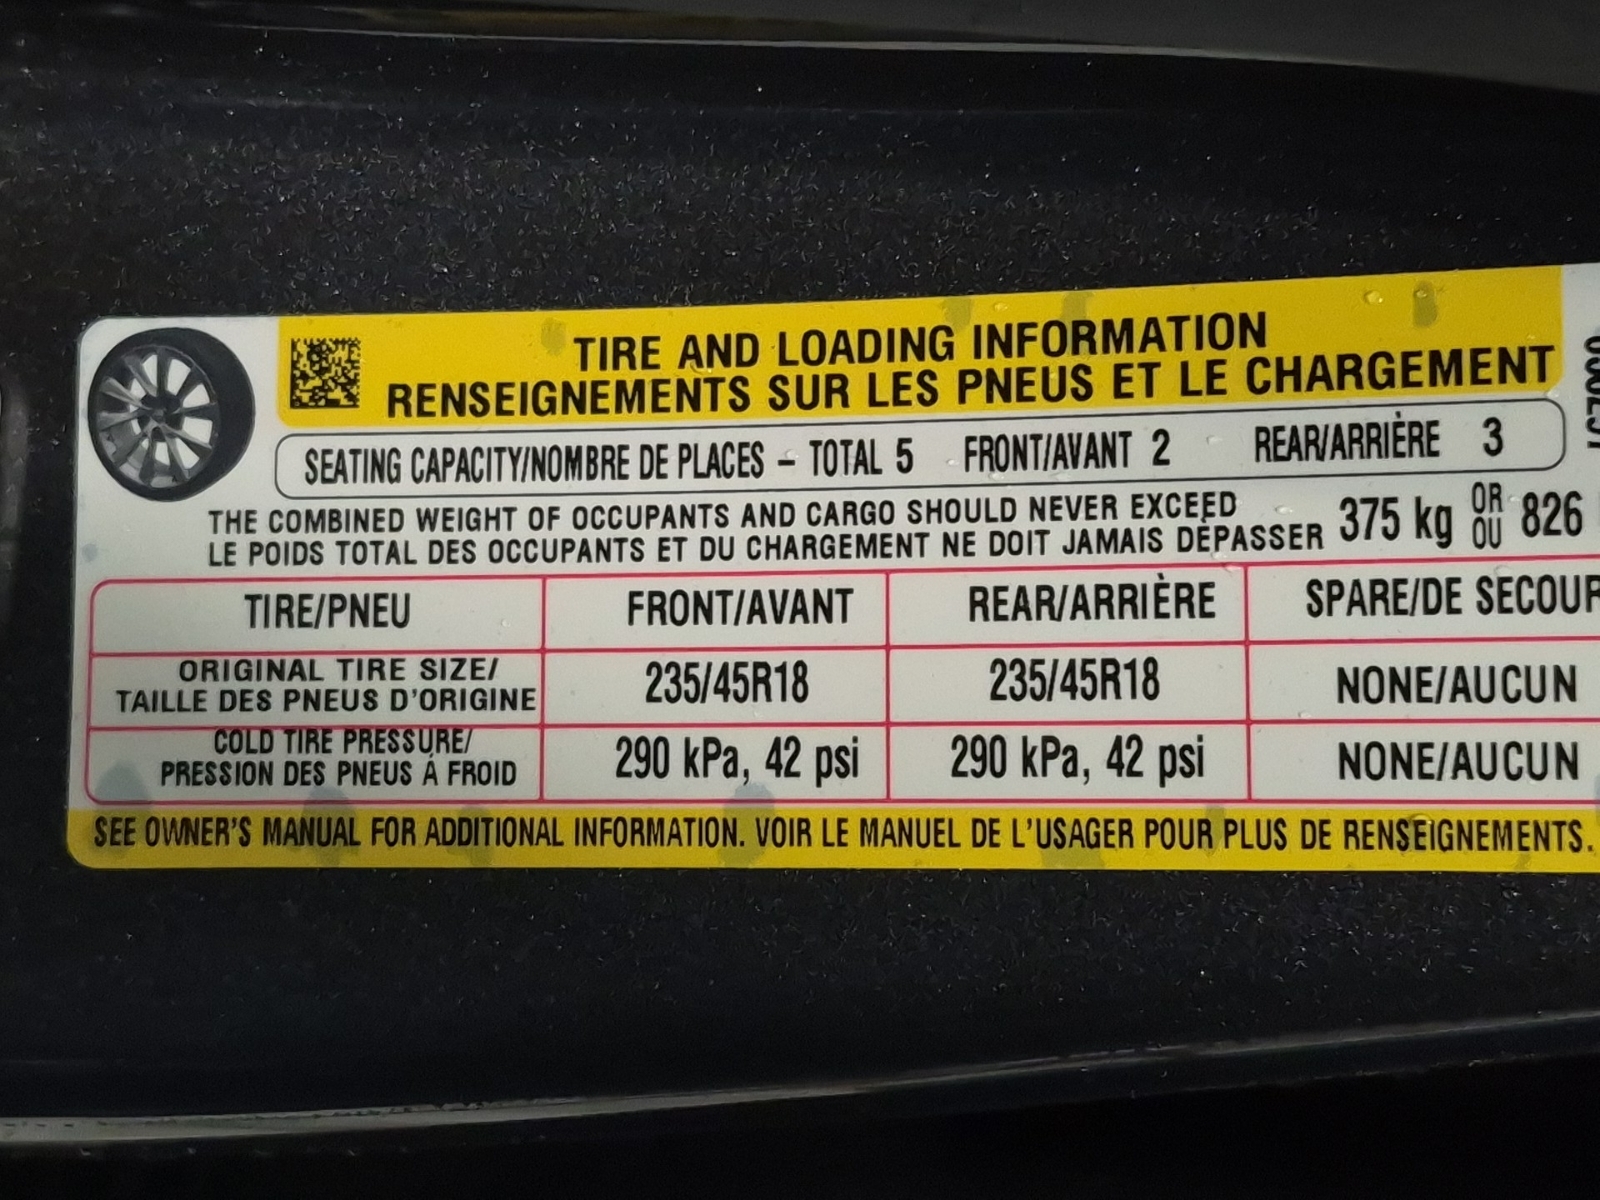 TIRE AND LOADING INFORMATION
RENSEIGNEMENTS SUR LES PNEUS ET LE CHARGEMENT
SEATING CAPACITY/NOMBRE DE PLACES – TOTAL 5 FRONT/AVANT 2 REAR/ARRIÈRE 3
THE COMBINED WEIGHT OF OCCUPANTS AND CARGO SHOULD NEVER EXCEED
LE POIDS TOTAL DES OCCUPANTS ET DU CHARGEMENT NE DOIT JAMAIS DÉPASSER 375 kg OR OU 826
TIRE/PNEU FRONT/AVANT REAR/ARRIÈRE SPARE/DE SECOUR
ORIGINAL TIRE SIZE/
TAILLE DES PNEUS D'ORIGINE 235/45R18 235/45R18 NONE/AUCUN
COLD TIRE PRESSURE/
PRESSION DES PNEUS Á FROID 290 kPa, 42 psi 290 kPa, 42 psi NONE/AUCUN
SEE OWNER'S MANUAL FOR ADDITIONAL INFORMATION. VOIR LE MANUEL DE L'USAGER POUR PLUS DE RENSEIGNEMENTS.